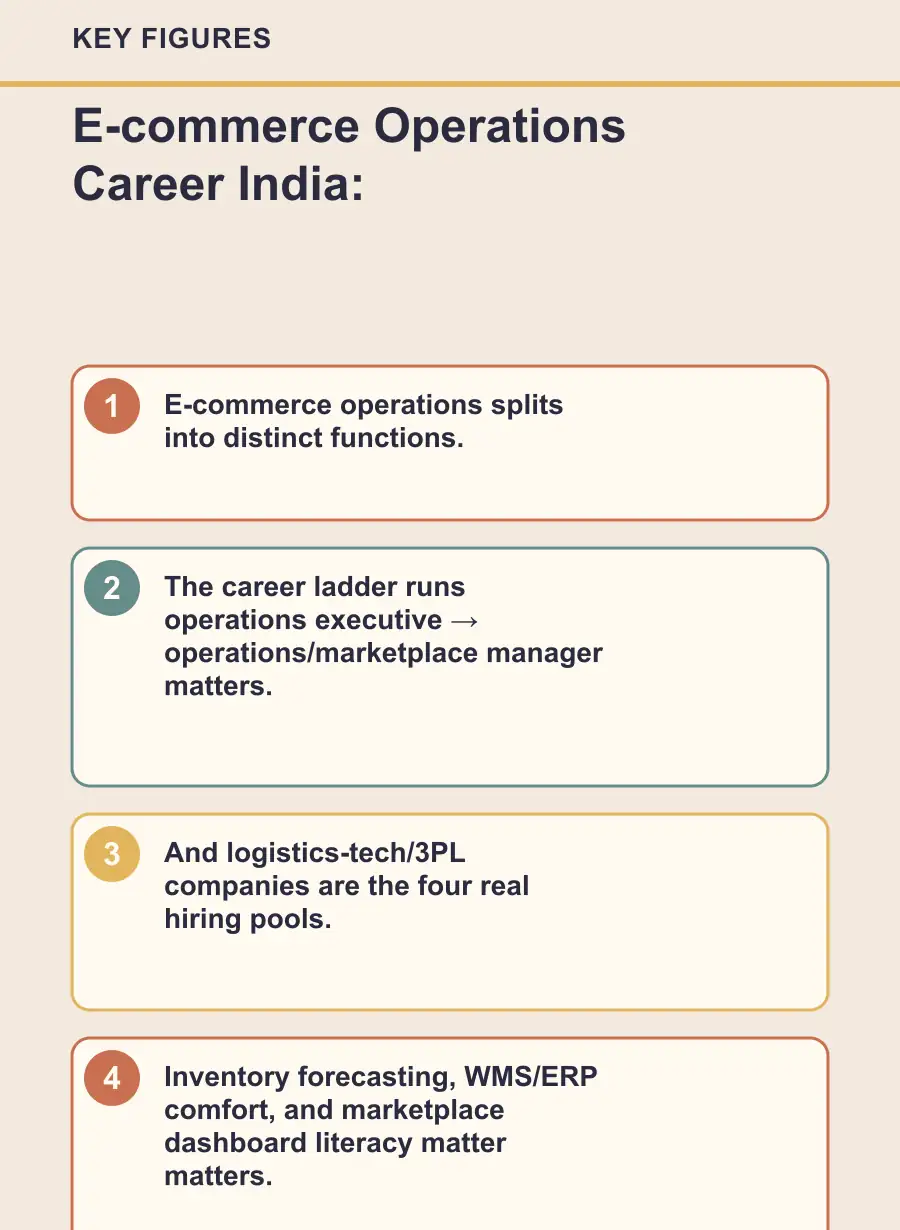 KEY FIGURES
E-commerce Operations
Career India:
1
E-commerce operations splits
into distinct functions.
2
The career ladder runs
operations executive →
operations/marketplace manager
matters.
3
And logistics-tech/3PL
companies are the four real
hiring pools.
4
Inventory forecasting, WMS/ERP
comfort, and marketplace
dashboard literacy matter
matters.